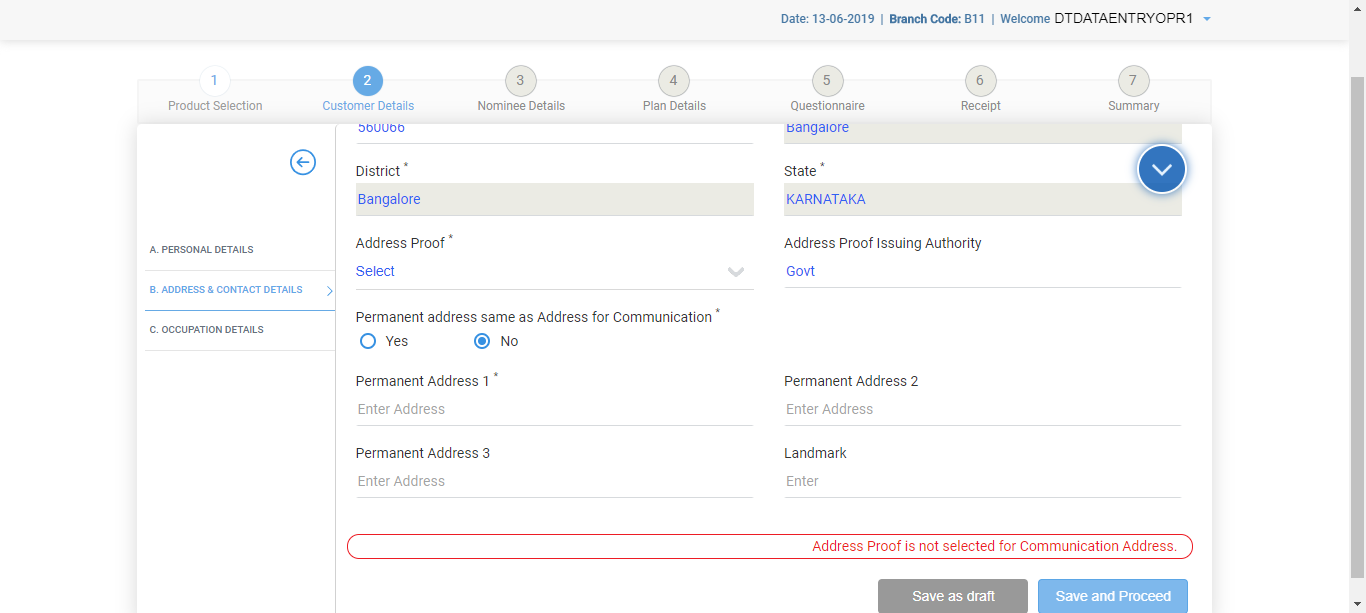 Date: 13-06-2019 | Branch Code: B11 | Welcome DTDATAENTRYOPR1
1 2 3 4 5 6 7
Product Selection Customer Details Nominee Details Plan Details Questionnaire Receipt Summary
560066 Bangalore
District * State *
Bangalore KARNATAKA
A. PERSONAL DETAILS
B. ADDRESS & CONTACT DETAILS
C. OCCUPATION DETAILS
Address Proof * Address Proof Issuing Authority
Select Govt
Permanent address same as Address for Communication *
Yes No
Permanent Address 1 * Permanent Address 2
Enter Address Enter Address
Permanent Address 3 Landmark
Enter Address Enter
Address Proof is not selected for Communication Address.
Save as draft Save and Proceed